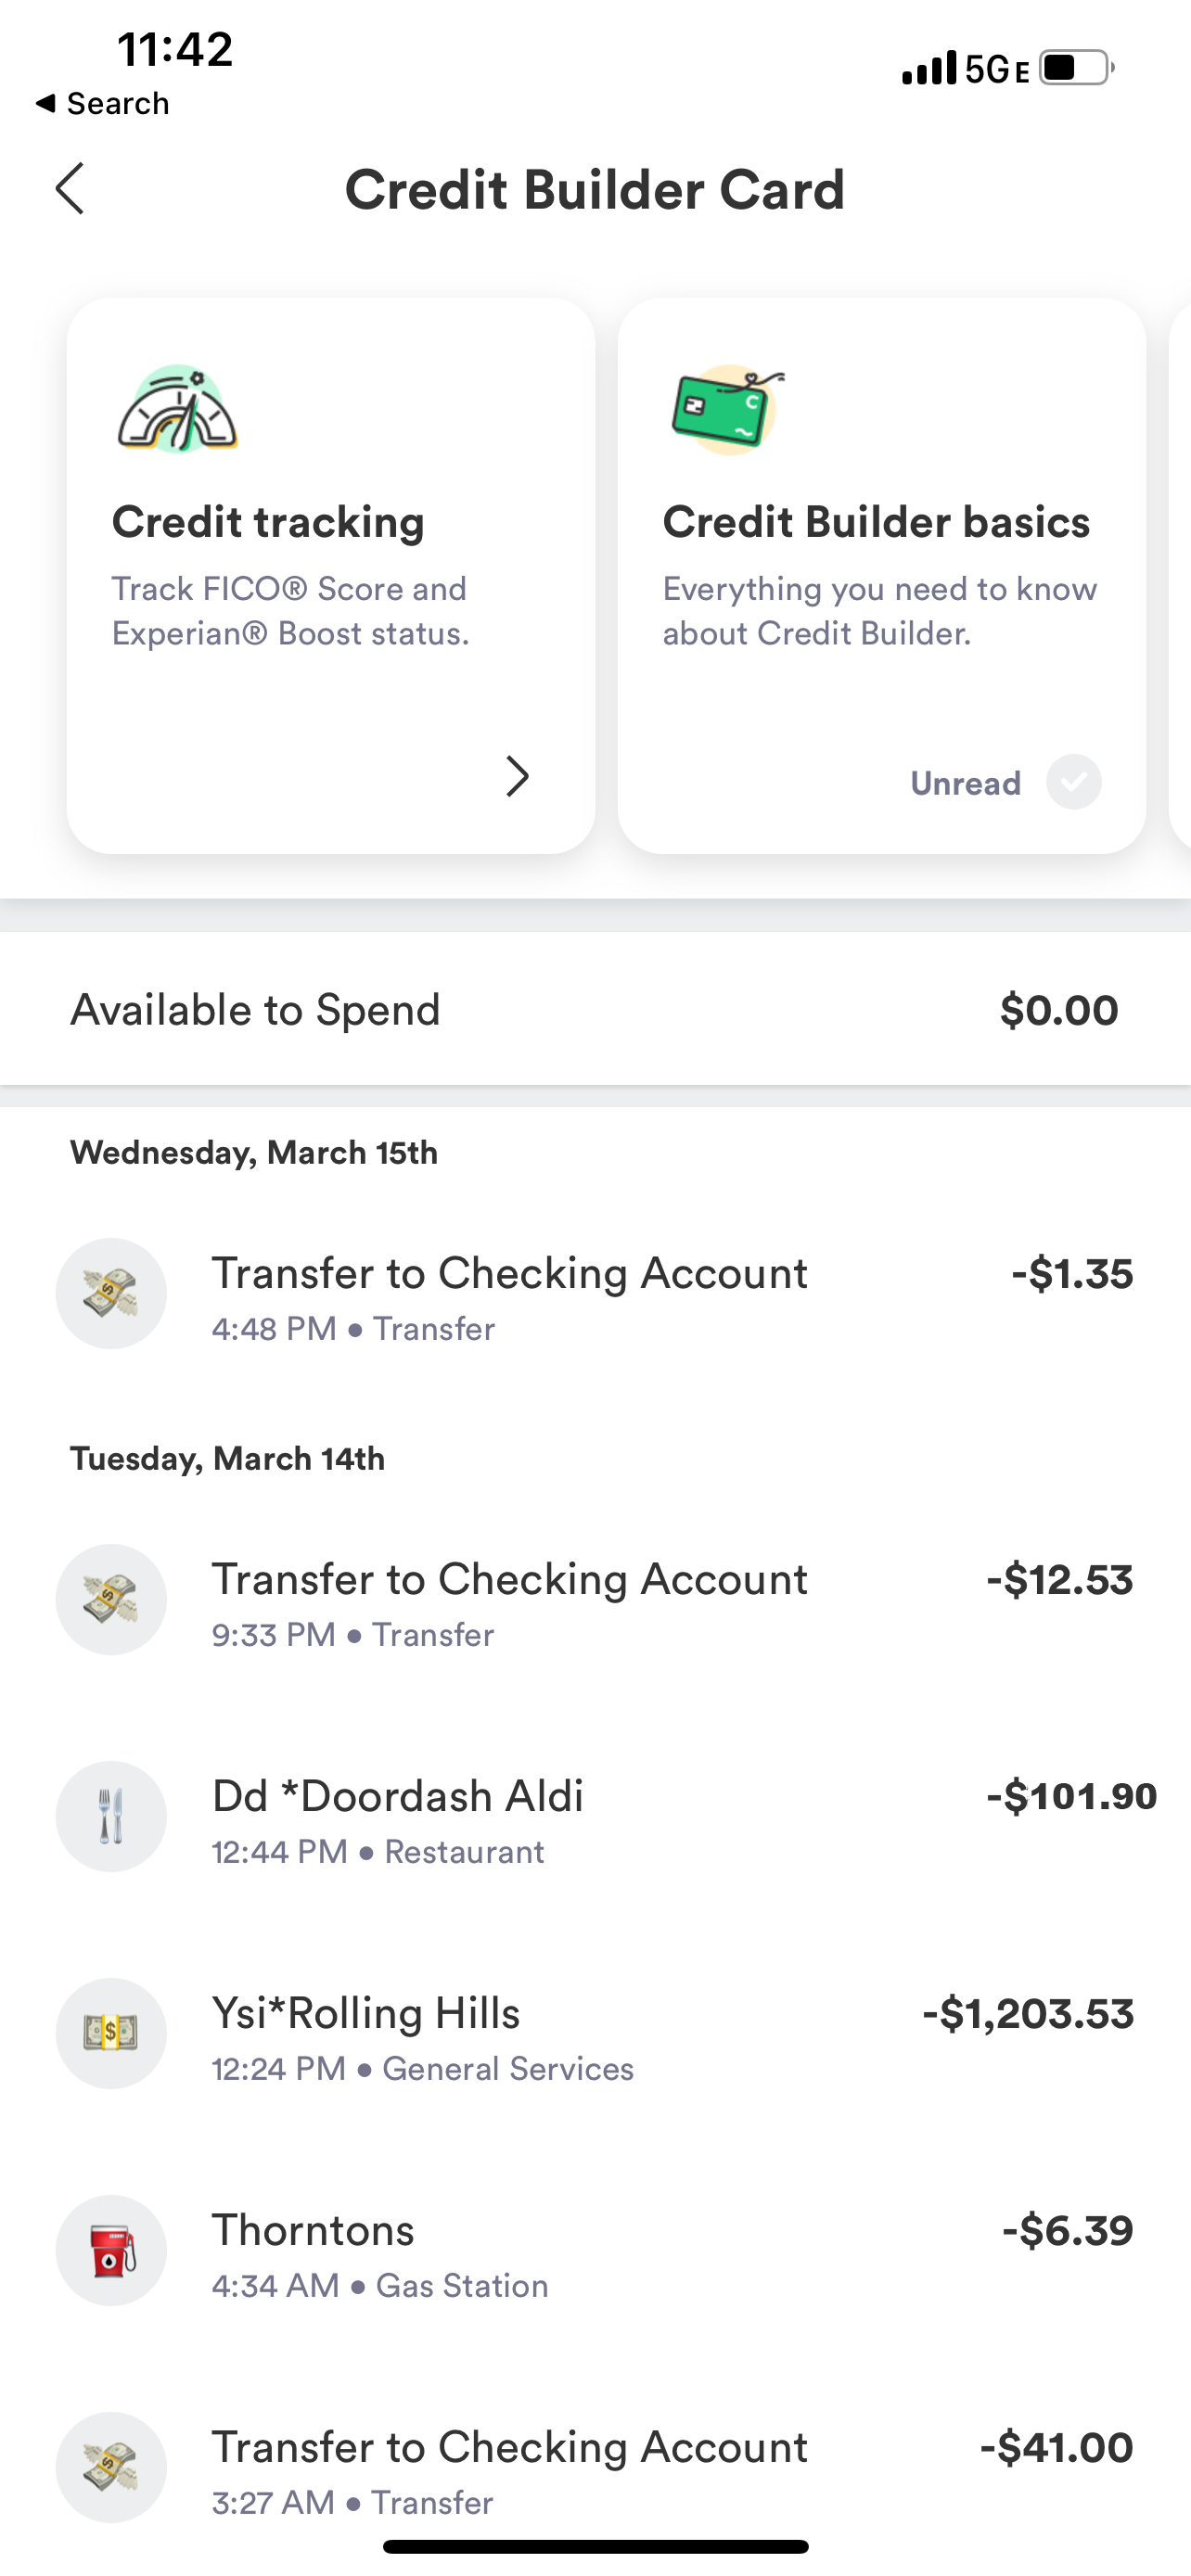 11:42
5G E
◀ Search
Credit Builder Card
Credit tracking
Track FICO® Score and
Experian® Boost status.
Credit Builder basics
Everything you need to know
about Credit Builder.
Unread
Available to Spend $0.00
Wednesday, March 15th
Transfer to Checking Account -$1.35
4:48 PM • Transfer
Tuesday, March 14th
Transfer to Checking Account -$12.53
9:33 PM • Transfer
Dd *Doordash Aldi -$101.90
12:44 PM • Restaurant
Ysi*Rolling Hills -$1,203.53
12:24 PM • General Services
Thorntons -$6.39
4:34 AM • Gas Station
Transfer to Checking Account -$41.00
3:27 AM • Transfer